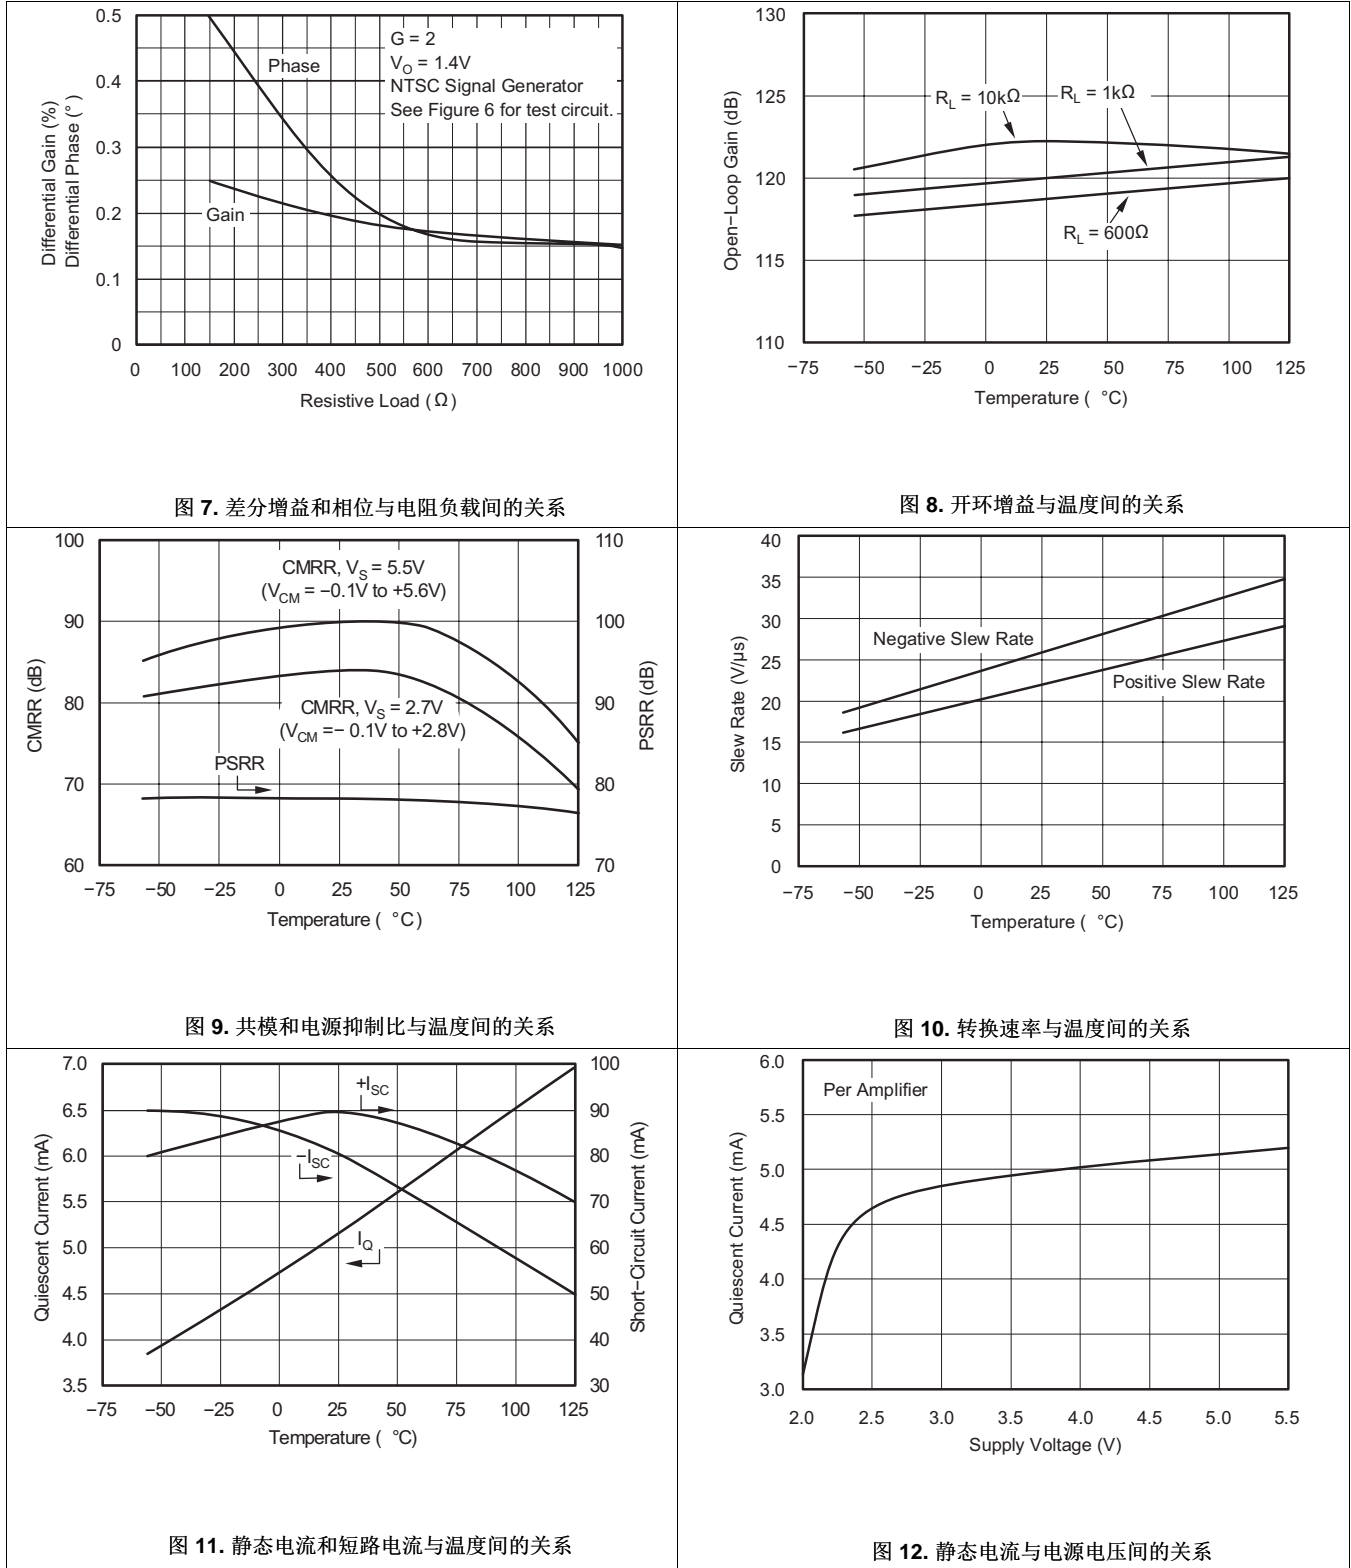 0.5
0.4
0.3
0.2
0.1
0
Differential Gain (%)
Differential Phase (°)
Phase
Gain
G = 2
V_O = 1.4V
NTSC Signal Generator
See Figure 6 for test circuit.
0 100 200 300 400 500 600 700 800 900 1000
Resistive Load (Ω)
图 7. 差分增益和相位与电阻负载间的关系
130
125
120
115
110
Open−Loop Gain (dB)
R_L = 10kΩ
R_L = 1kΩ
R_L = 600Ω
−75 −50 −25 0 25 50 75 100 125
Temperature ( °C)
图 8. 开环增益与温度间的关系
100
90
80
70
60
CMRR (dB)
CMRR, V_S = 5.5V
(V_CM = −0.1V to +5.6V)
CMRR, V_S = 2.7V
(V_CM =− 0.1V to +2.8V)
PSRR
110
100
90
80
70
PSRR (dB)
−75 −50 −25 0 25 50 75 100 125
Temperature ( °C)
图 9. 共模和电源抑制比与温度间的关系
40
35
30
25
20
15
10
5
0
Slew Rate (V/µs)
Negative Slew Rate
Positive Slew Rate
−75 −50 −25 0 25 50 75 100 125
Temperature ( °C)
图 10. 转换速率与温度间的关系
7.0
6.5
6.0
5.5
5.0
4.5
4.0
3.5
Quiescent Current (mA)
+I_SC
−I_SC
I_Q
100
90
80
70
60
50
40
30
Short−Circuit Current (mA)
−75 −50 −25 0 25 50 75 100 125
Temperature ( °C)
图 11. 静态电流和短路电流与温度间的关系
6.0
5.5
5.0
4.5
4.0
3.5
3.0
Quiescent Current (mA)
Per Amplifier
2.0 2.5 3.0 3.5 4.0 4.5 5.0 5.5
Supply Voltage (V)
图 12. 静态电流与电源电压间的关系